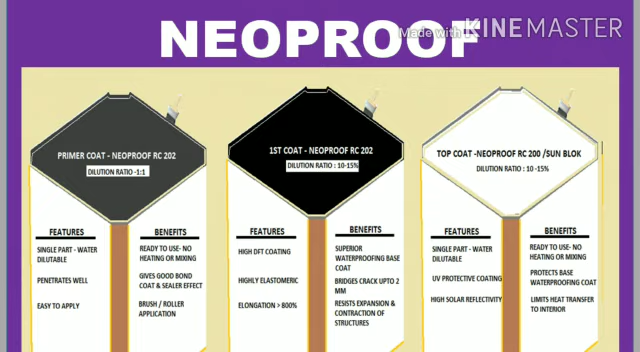 NEOPROOF
Made with KINEMASTER
PRIMER COAT - NEOPROOF RC 202
DILUTION RATIO -1:1
FEATURES
SINGLE PART - WATER
DILUTABLE
PENETRATES WELL
EASY TO APPLY
BENEFITS
READY TO USE- NO
HEATING OR MIXING
GIVES GOOD BOND
COAT & SEALER EFFECT
BRUSH / ROLLER
APPLICATION
1ST COAT - NEOPROOF RC 202
DILUTION RATIO : 10-15%
FEATURES
HIGH DFT COATING
HIGHLY ELASTOMERIC
ELONGATION > 800%
BENEFITS
SUPERIOR
WATERPROOFING BASE
COAT
BRIDGES CRACK UPTO 2
MM
RESISTS EXPANSION &
CONTRACTION OF
STRUCTURES
TOP COAT -NEOPROOF RC 200 /SUN BLOK
DILUTION RATIO : 10 -15%
FEATURES
SINGLE PART - WATER
DILUTABLE
UV PROTECTIVE COATING
HIGH SOLAR REFLECTIVITY
BENEFITS
READY TO USE- NO
HEATING OR MIXING
PROTECTS BASE
WATERPROOFING COAT
LIMITS HEAT TRANSFER
TO INTERIOR